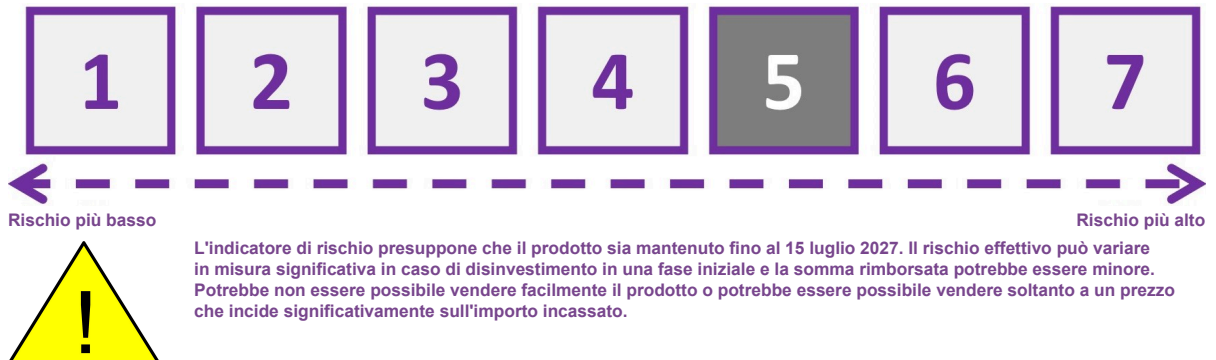 1 2 3 4 5 6 7
Rischio più basso Rischio più alto
L'indicatore di rischio presuppone che il prodotto sia mantenuto fino al 15 luglio 2027. Il rischio effettivo può variare
in misura significativa in caso di disinvestimento in una fase iniziale e la somma rimborsata potrebbe essere minore.
Potrebbe non essere possibile vendere facilmente il prodotto o potrebbe essere possibile vendere soltanto a un prezzo
che incide significativamente sull'importo incassato.
!